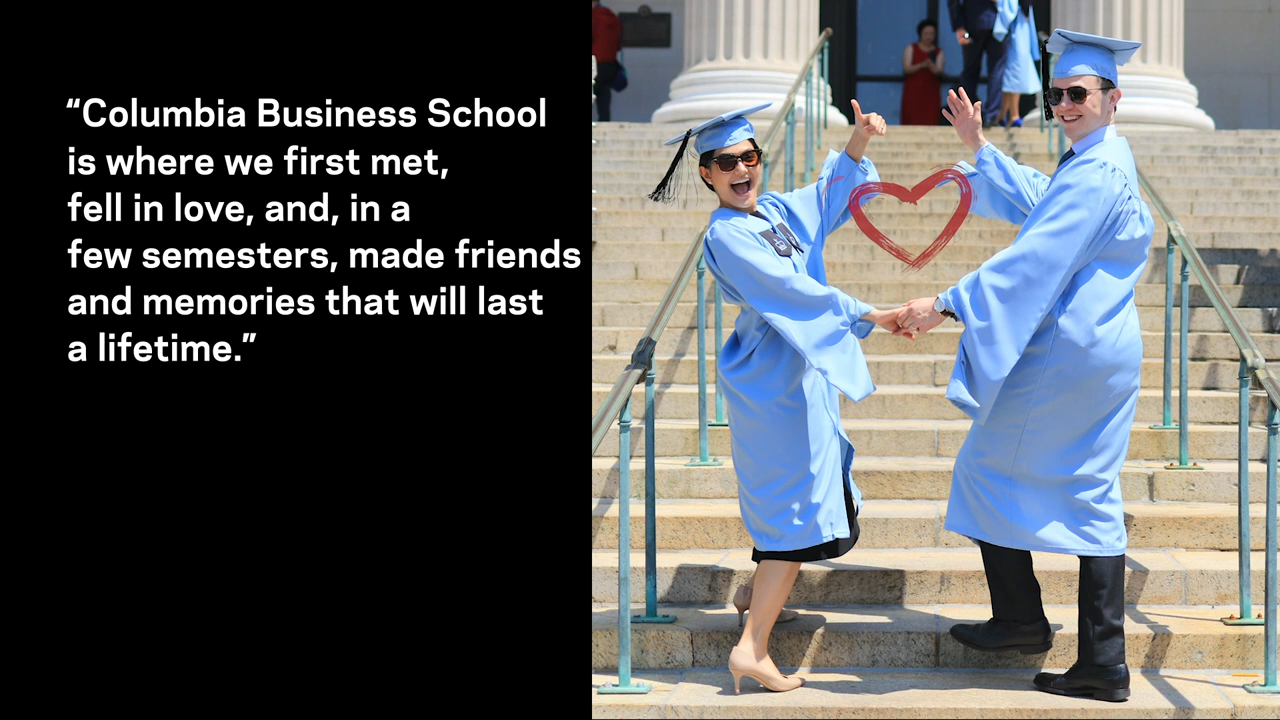 “Columbia Business School
is where we first met,
fell in love, and, in a
few semesters, made friends
and memories that will last
a lifetime.”